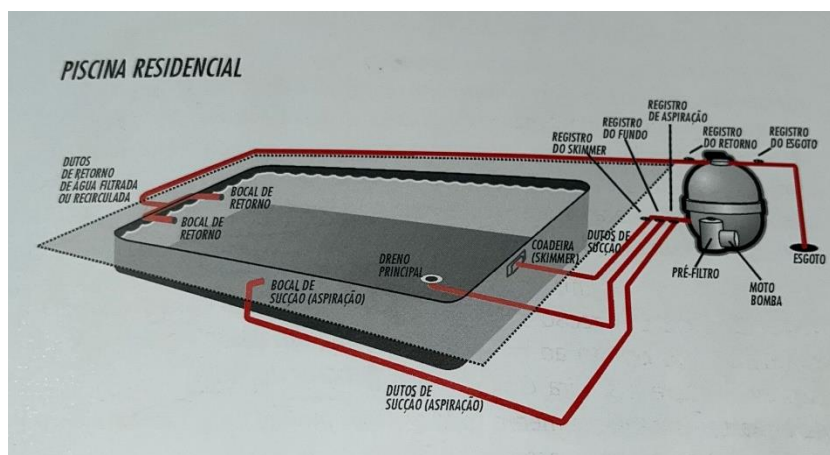 PISCINA RESIDENCIAL
DUTOS
DE RETORNO
DE ÁGUA FILTRADA
OU RECIRCULADA
BOCAL DE
RETORNO
BOCAL DE
RETORNO
REGISTRO
DO SKIMMER
REGISTRO
DO FUNDO
REGISTRO
DE ASPIRAÇÃO
REGISTRO
DO RETORNO
REGISTRO
DO ESGOTO
DRENO
PRINCIPAL
COADEIRA
(SKIMMER)
DUTOS DE
SUCÇÃO
BOCAL DE
SUCÇÃO (ASPIRAÇÃO)
PRÉ-FILTRO
MOTO
BOMBA
ESGOTO
DUTOS DE
SUCÇÃO (ASPIRAÇÃO)